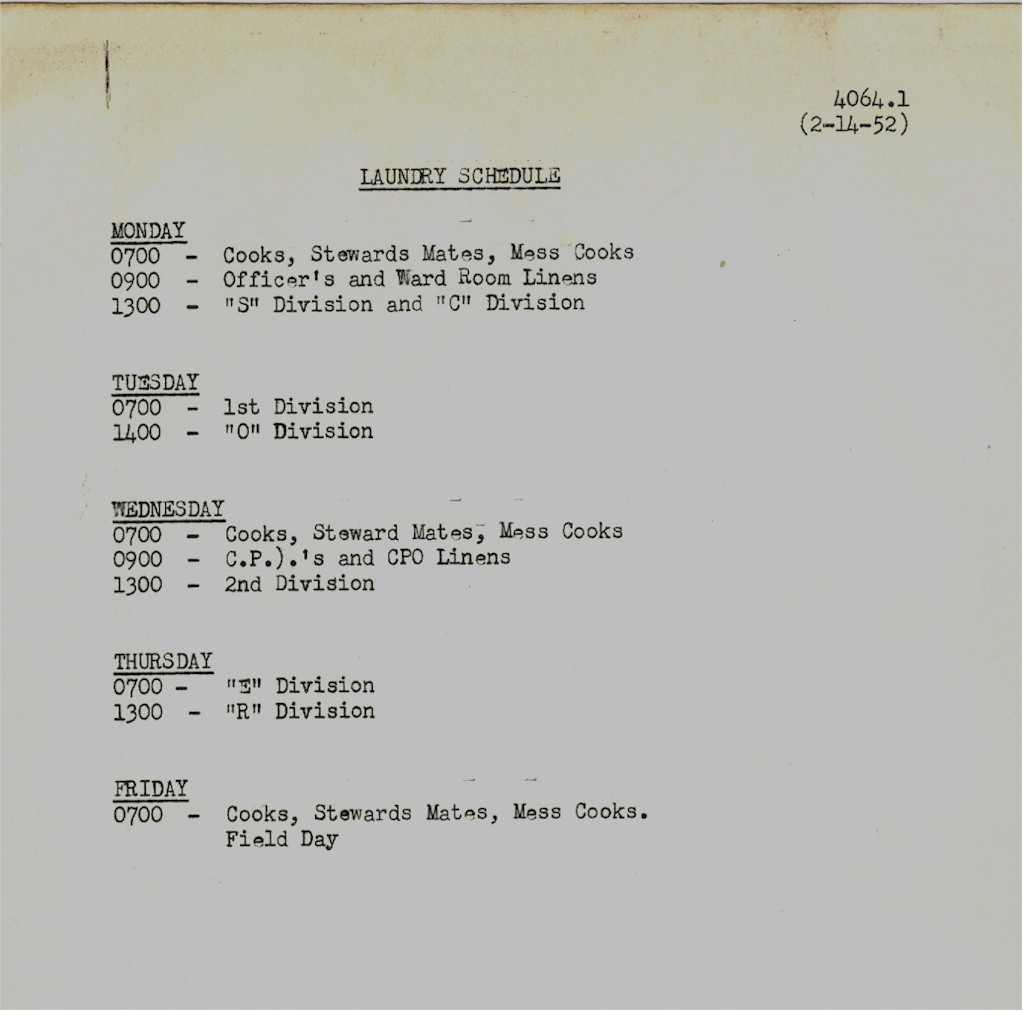 4064.1
(2-14-52)
LAUNDRY SCHEDULE
MONDAY
0700 - Cooks, Stewards Mates, Mess Cooks
0900 - Officer's and Ward Room Linens
1300 - "S" Division and "C" Division
TUESDAY
0700 - 1st Division
1400 - "O" Division
WEDNESDAY
0700 - Cooks, Steward Mates, Mess Cooks
0900 - C.P.).'s and CPO Linens
1300 - 2nd Division
THURSDAY
0700 - "E" Division
1300 - "R" Division
FRIDAY
0700 - Cooks, Stewards Mates, Mess Cooks.
Field Day